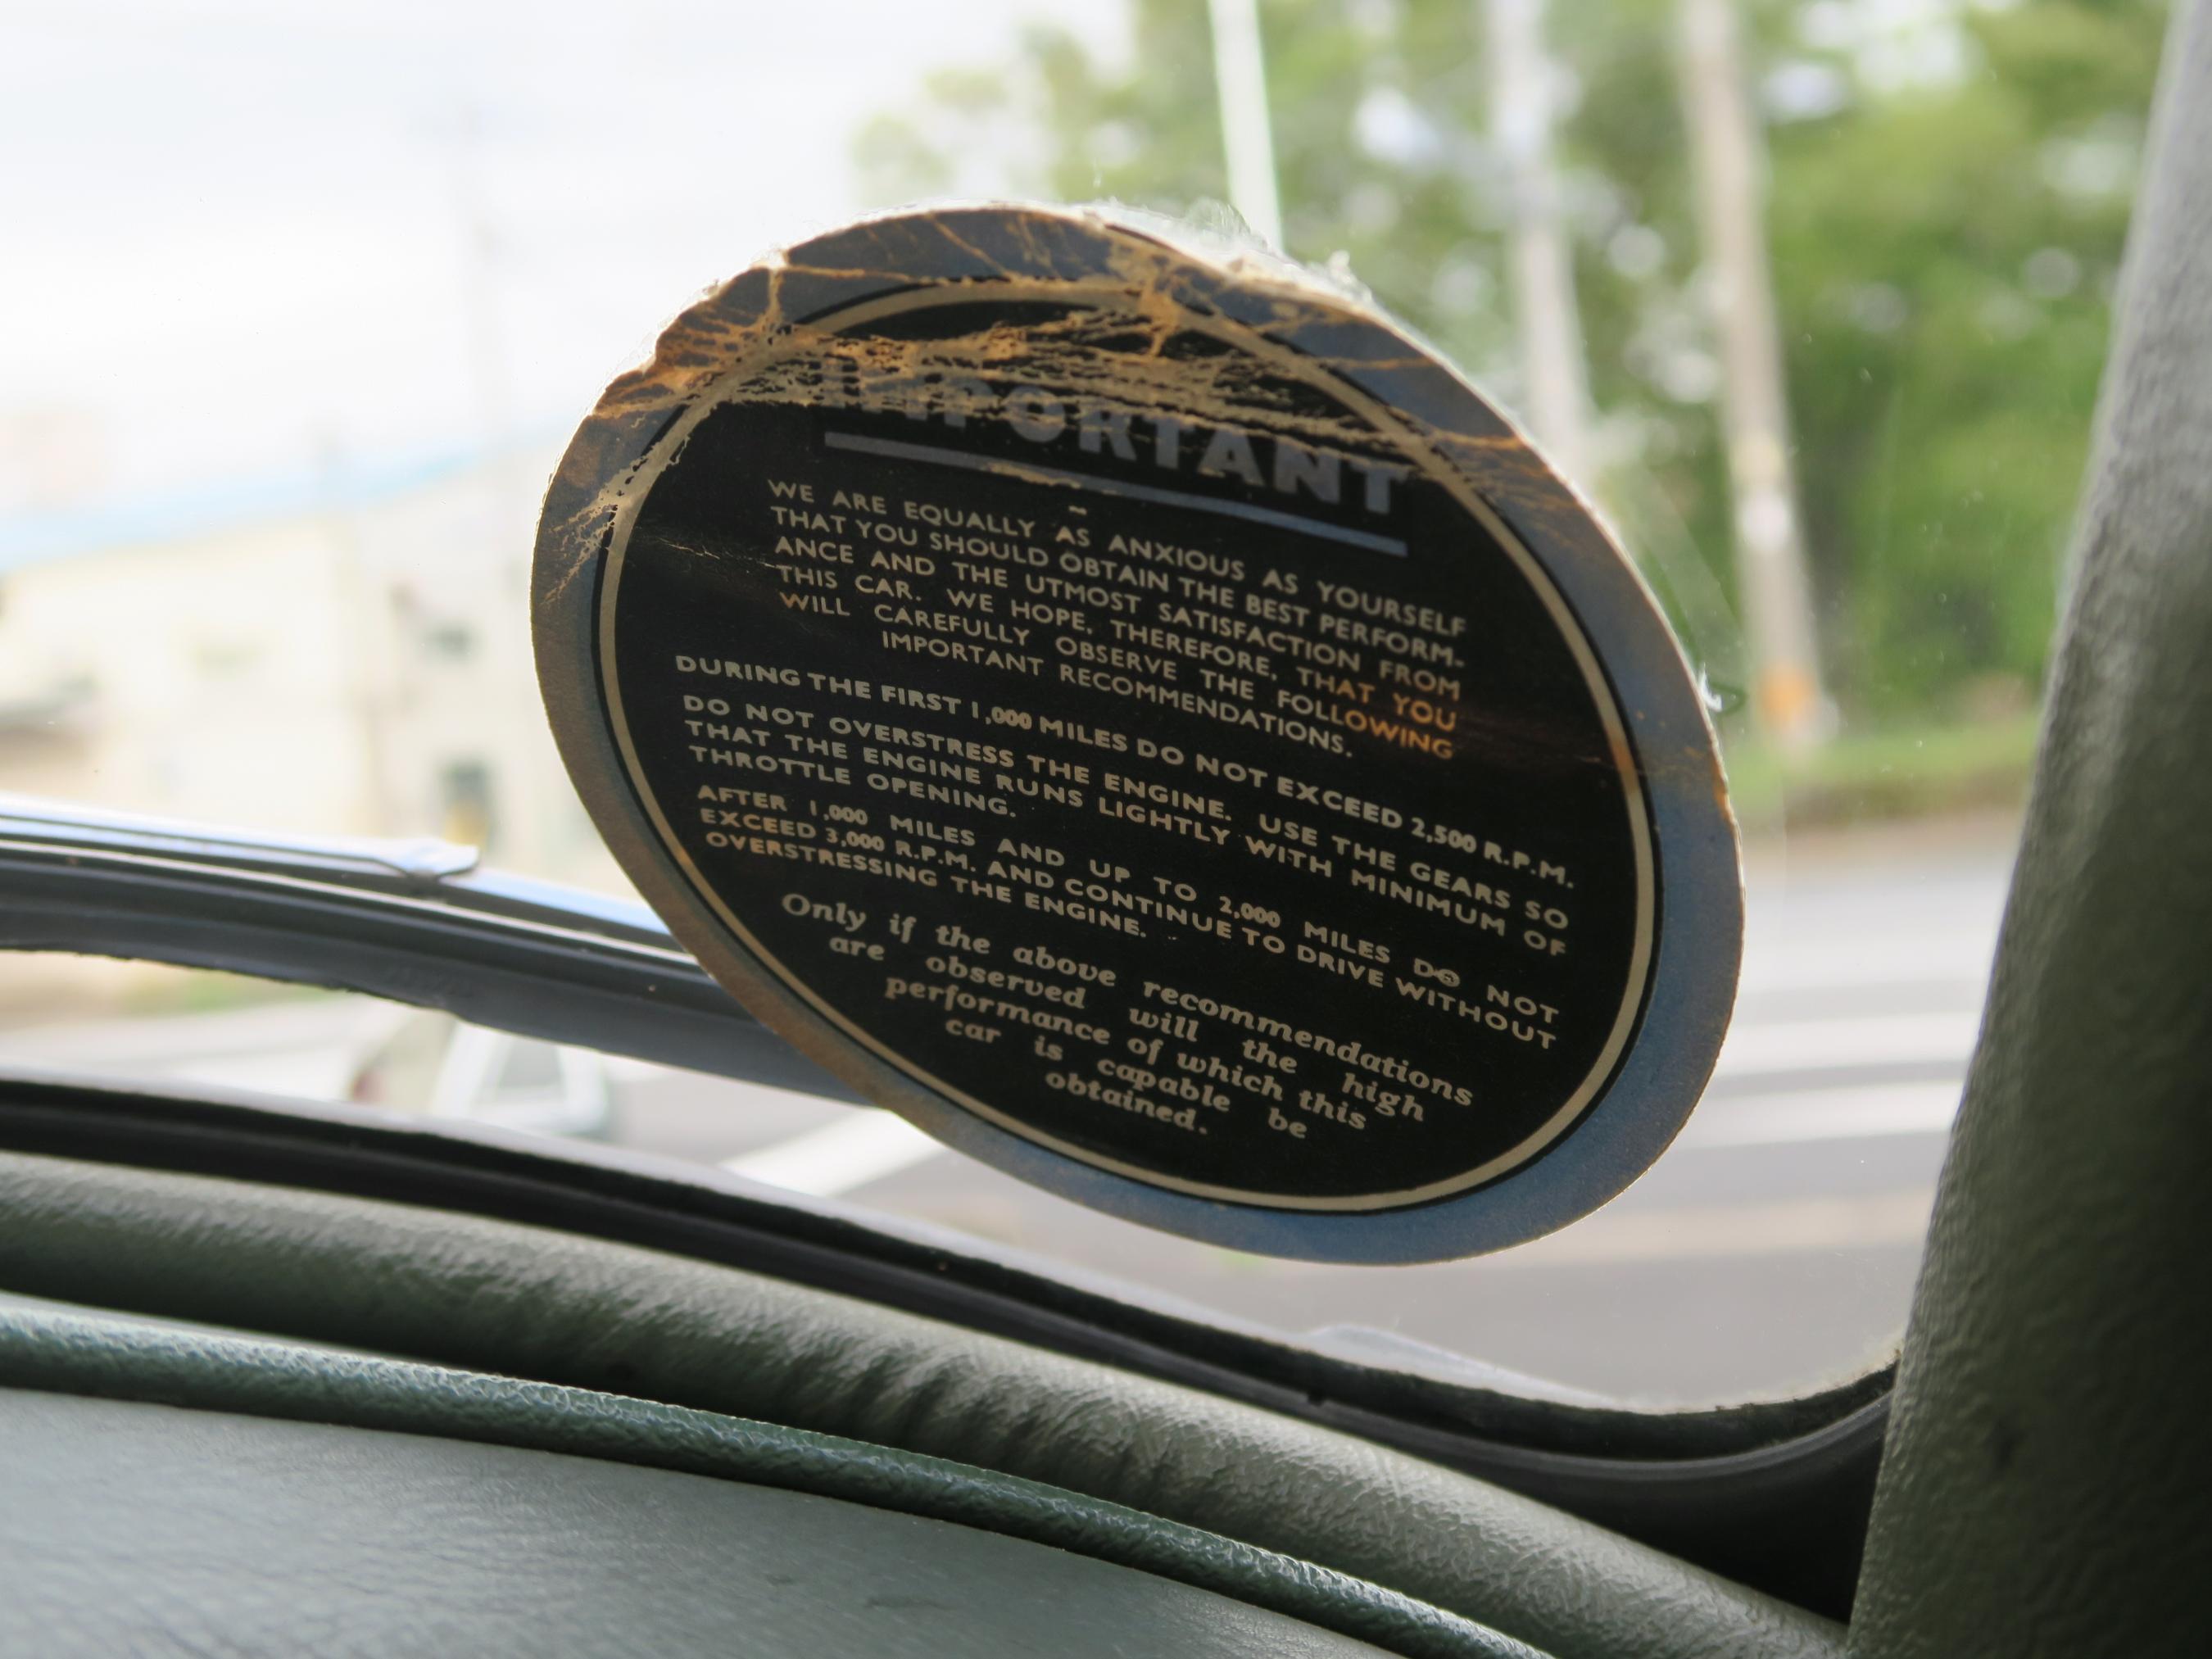 IMPORTANT
WE ARE EQUALLY AS ANXIOUS AS YOURSELF
THAT YOU SHOULD OBTAIN THE BEST PERFORM-
ANCE AND THE UTMOST SATISFACTION FROM
THIS CAR. WE HOPE, THEREFORE, THAT YOU
WILL CAREFULLY OBSERVE THE FOLLOWING
IMPORTANT RECOMMENDATIONS.
DURING THE FIRST 1,000 MILES DO NOT EXCEED 2,500 R.P.M.
DO NOT OVERSTRESS THE ENGINE. USE THE GEARS SO
THAT THE ENGINE RUNS LIGHTLY WITH MINIMUM OF
THROTTLE OPENING.
AFTER 1,000 MILES AND UP TO 2,000 MILES DO NOT
EXCEED 3,000 R.P.M. AND CONTINUE TO DRIVE WITHOUT
OVERSTRESSING THE ENGINE.
Only if the above recommendations
are observed will the high
performance of which this
car is capable be
obtained.